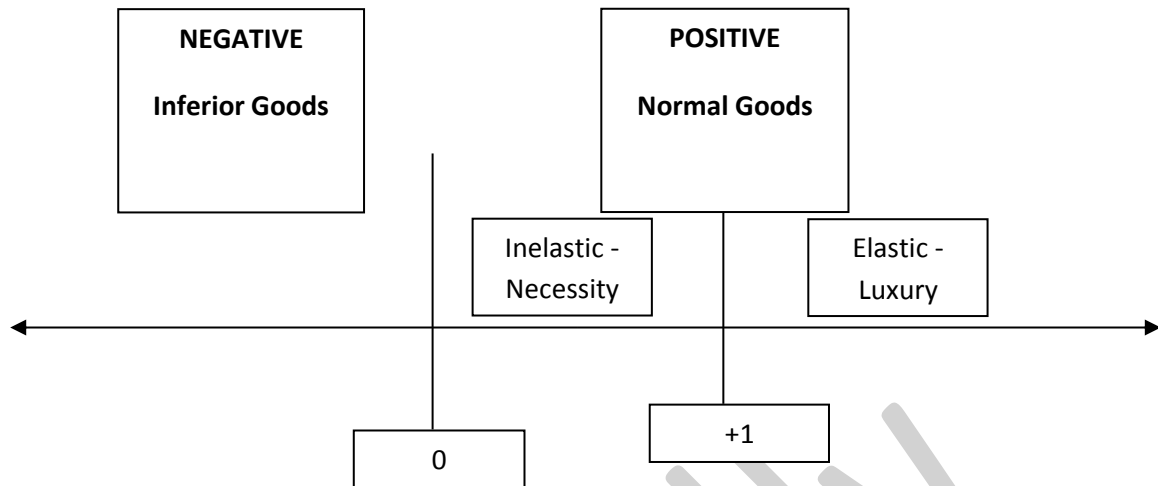 NEGATIVE
Inferior Goods
POSITIVE
Normal Goods
Inelastic -
Necessity
Elastic -
Luxury
0
+1